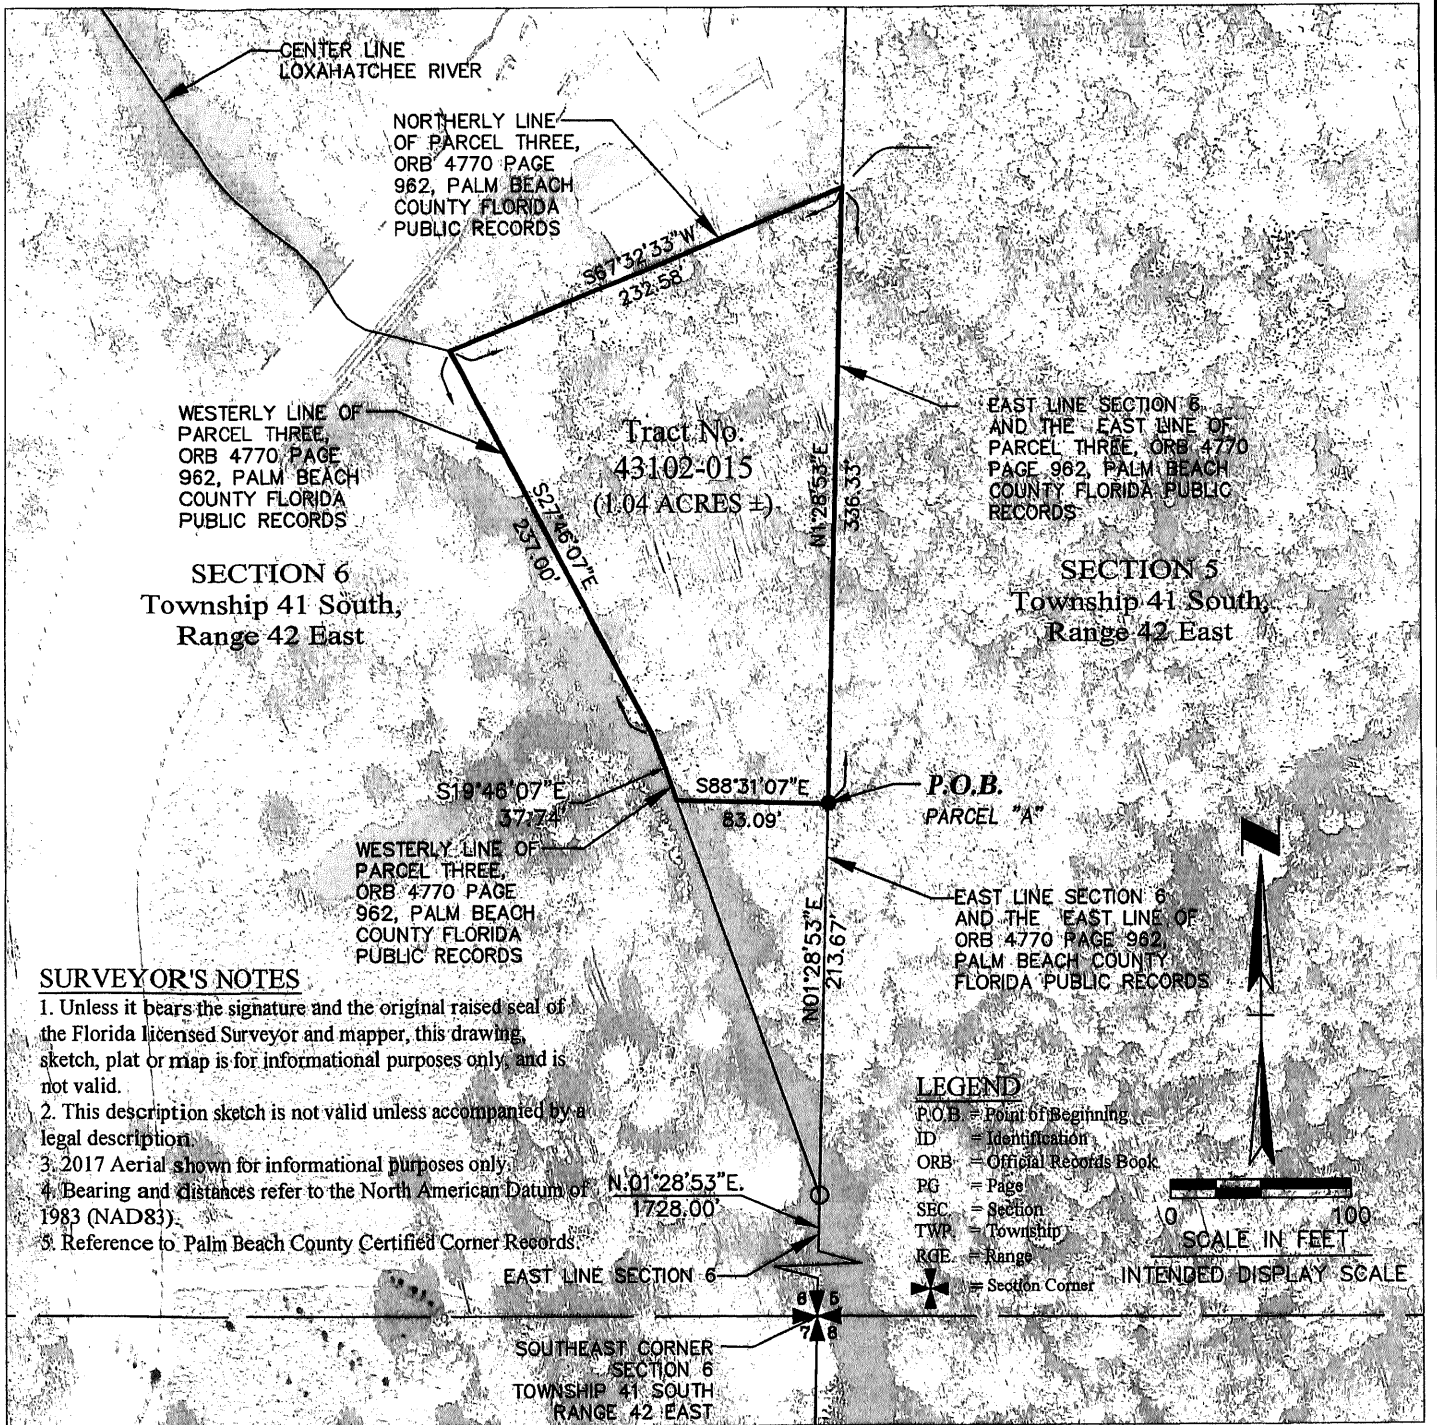 CENTER LINE
LOXAHATCHEE RIVER
NORTHERLY LINE
OF PARCEL THREE,
ORB 4770 PAGE
962, PALM BEACH
COUNTY FLORIDA
PUBLIC RECORDS
S67°32'33"W
232.58'
WESTERLY LINE OF
PARCEL THREE,
ORB 4770 PAGE
962, PALM BEACH
COUNTY FLORIDA
PUBLIC RECORDS
Tract No.
43102-015
(1.04 ACRES ±)
N1°28'53"E
336.33'
EAST LINE SECTION 6
AND THE EAST LINE OF
PARCEL THREE, ORB 4770
PAGE 962, PALM BEACH
COUNTY FLORIDA PUBLIC
RECORDS
S27°46'07"E
237.00'
SECTION 6
Township 41 South,
Range 42 East
SECTION 5
Township 41 South,
Range 42 East
S19°46'07"E
37.74'
S88°31'07"E
83.09'
P.O.B.
PARCEL "A"
WESTERLY LINE OF
PARCEL THREE,
ORB 4770 PAGE
962, PALM BEACH
COUNTY FLORIDA
PUBLIC RECORDS
N01°28'53"E
213.67'
EAST LINE SECTION 6
AND THE EAST LINE OF
ORB 4770 PAGE 962,
PALM BEACH COUNTY
FLORIDA PUBLIC RECORDS
SURVEYOR'S NOTES
1. Unless it bears the signature and the original raised seal of
the Florida licensed Surveyor and mapper, this drawing,
sketch, plat or map is for informational purposes only, and is
not valid.
2. This description sketch is not valid unless accompanied by a
legal description.
3. 2017 Aerial shown for informational purposes only.
4. Bearing and distances refer to the North American Datum of
1983 (NAD83).
5. Reference to Palm Beach County Certified Corner Records.
N.01°28'53"E.
1728.00'
EAST LINE SECTION 6
LEGEND
P.O.B. = Point of Beginning
ID = Identification
ORB = Official Records Book
PG = Page
SEC. = Section
TWP. = Township
RGE = Range
= Section Corner
0 100
SCALE IN FEET
INTENDED DISPLAY SCALE
6 5
7 8
SOUTHEAST CORNER
SECTION 6
TOWNSHIP 41 SOUTH
RANGE 42 EAST